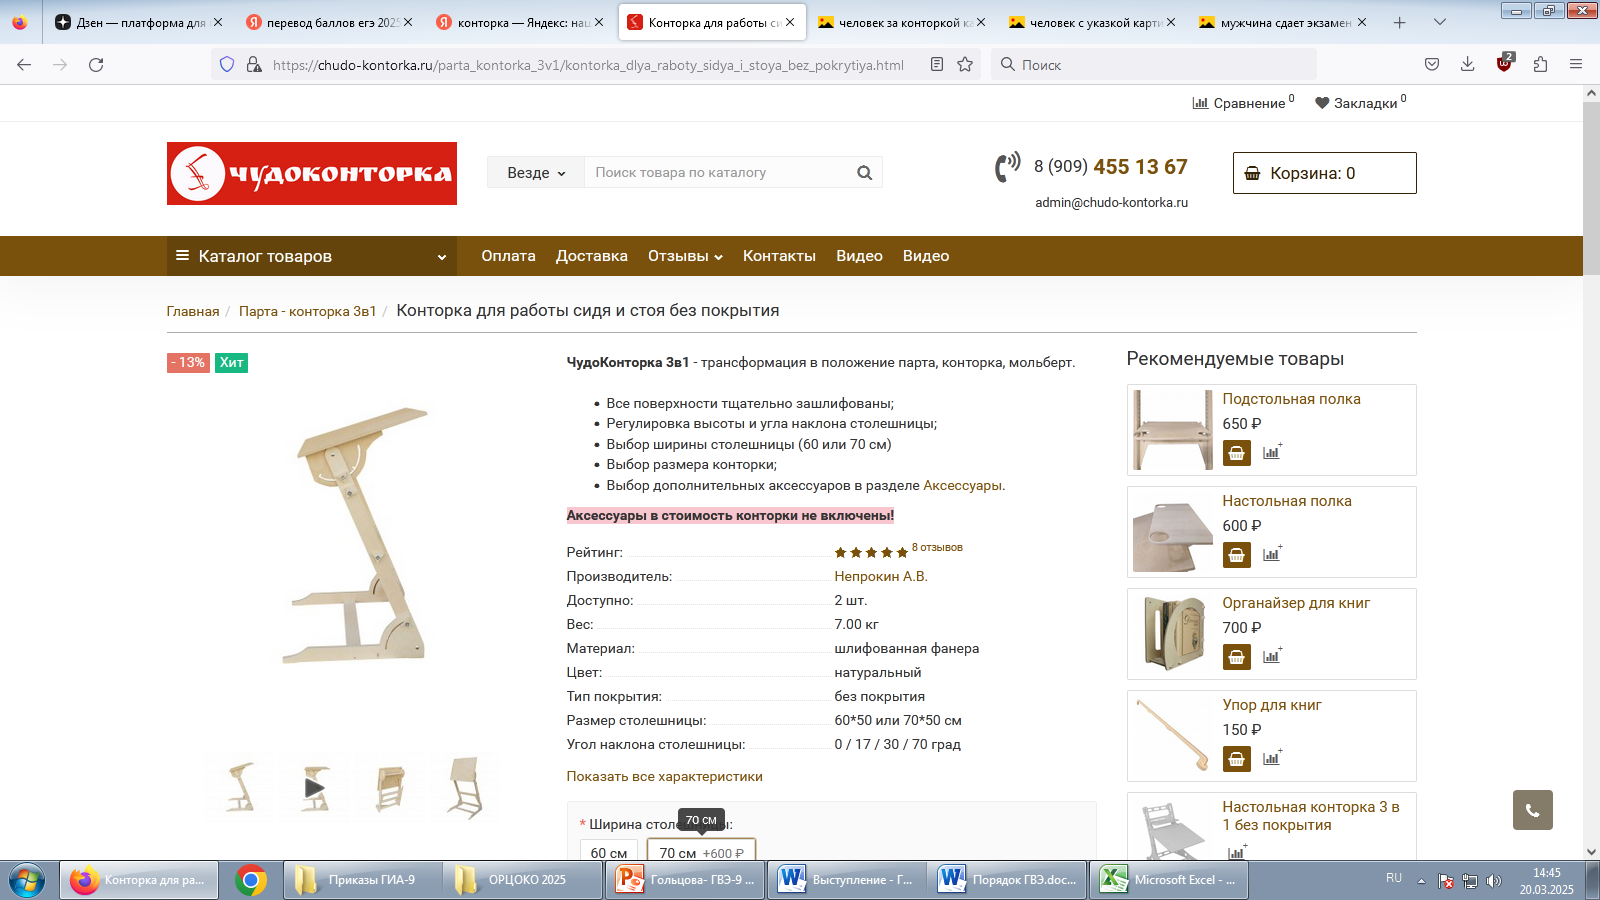 Дзен — платформа для
перевод баллов егэ 2025
конторка — Яндекс: наш
Конторка для работы си
человек за конторкой ка
человек с указкой карти
мужчина сдает экзамен
https://chudo-kontorka.ru/parta_kontorka_3v1/kontorka_dlya_raboty_sidya_i_stoya_bez_pokrytiya.html
Поиск
2
Сравнение 0
Закладки 0
чудоконторка
Везде
Поиск товара по каталогу
8 (909) 455 13 67
admin@chudo-kontorka.ru
Корзина: 0
Каталог товаров
Оплата
Доставка
Отзывы
Контакты
Видео
Видео
Главная / Парта - конторка 3в1 / Конторка для работы сидя и стоя без покрытия
- 13%
Хит
ЧудоКонторка 3в1 - трансформация в положение парта, конторка, мольберт.
• Все поверхности тщательно зашлифованы;
• Регулировка высоты и угла наклона столешницы;
• Выбор ширины столешницы (60 или 70 см)
• Выбор размера конторки;
• Выбор дополнительных аксессуаров в разделе Аксессуары.
Аксессуары в стоимость конторки не включены!
Рейтинг: 8 отзывов
Производитель: Непрокин А.В.
Доступно: 2 шт.
Вес: 7.00 кг
Материал: шлифованная фанера
Цвет: натуральный
Тип покрытия: без покрытия
Размер столешницы: 60*50 или 70*50 см
Угол наклона столешницы: 0 / 17 / 30 / 70 град
Показать все характеристики
70 см
* Ширина столешницы:
60 см
70 см +600 ₽
Рекомендуемые товары
Подстольная полка
650 ₽
Настольная полка
600 ₽
Органайзер для книг
700 ₽
Упор для книг
150 ₽
Настольная конторка 3 в
1 без покрытия
Конторка для ра...
Приказы ГИА-9
ОРЦОКО 2025
Гольцова- ГВЭ-9 ...
Выступление - Г...
Порядок ГВЭ.doc...
Microsoft Excel - ...
RU
14:45
20.03.2025